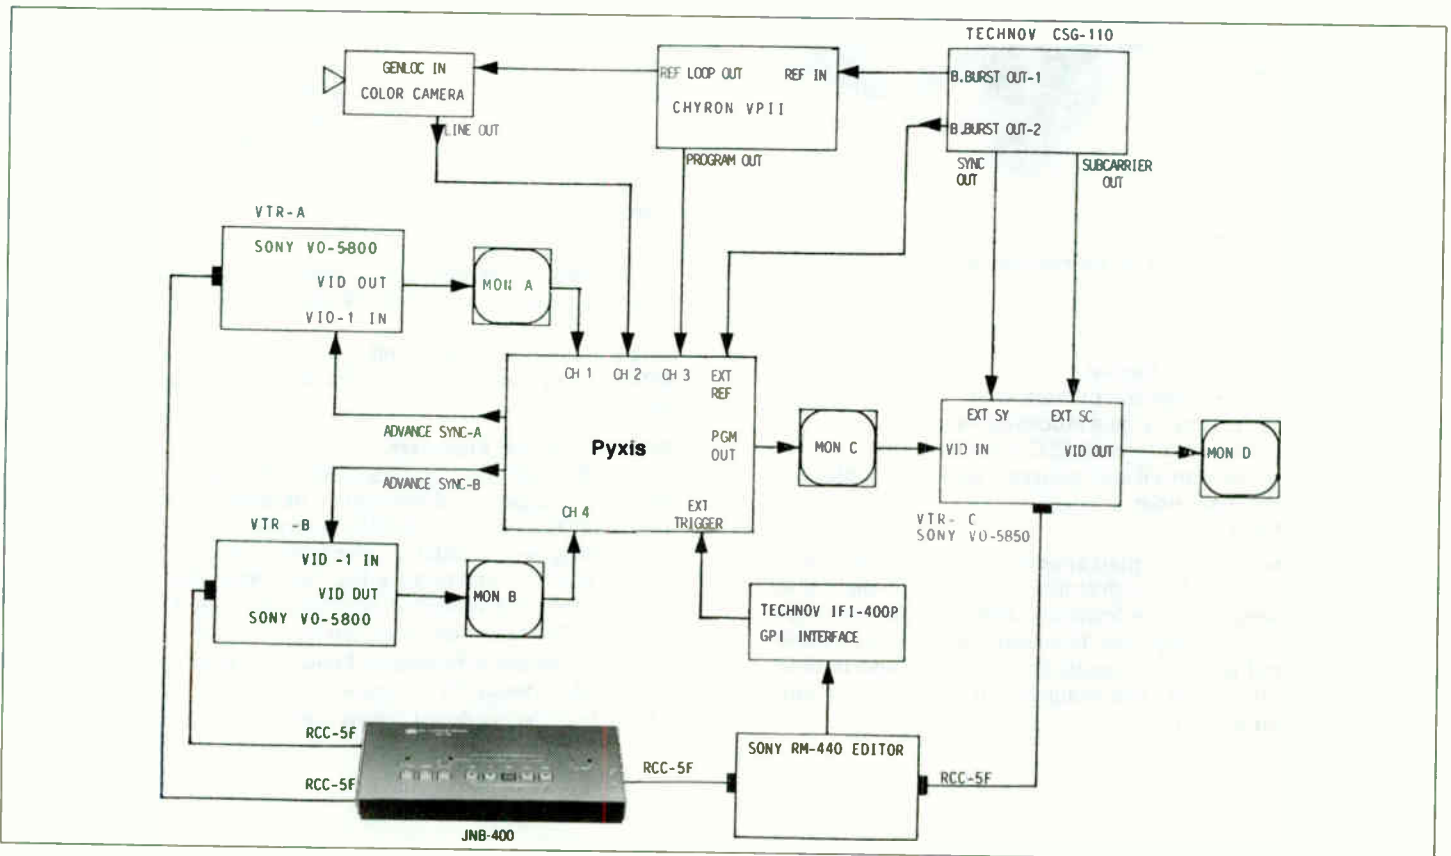 TECHNOV CSG-110
GENLOC IN
COLOR CAMERA
REF LOOP OUT
REF IN
CHYRON VPII
B.BURST OUT-1
B.BURST OUT-2
LINE OUT
PROGRAM OUT
SYNC
OUT
SUBCARRIER
OUT
VTR-A
SONY VO-5800
VID OUT
VIO-1 IN
MON A
CH 1
CH 2
CH 3
EXT
REF
ADVANCE SYNC-A
Pyxis
PGM
OUT
ADVANCE SYNC-B
CH 4
EXT
TRIGGER
MON C
EXT SY
EXT SC
VID IN
VID OUT
MON D
VTR- C
SONY VO-5850
VTR -B
VID -1 IN
VID OUT
SONY VO-5800
MON B
TECHNOV IFI-400P
GPI INTERFACE
RCC-5F
RCC-5F
JNB-400
RCC-5F
SONY RM-440 EDITOR
RCC-5F